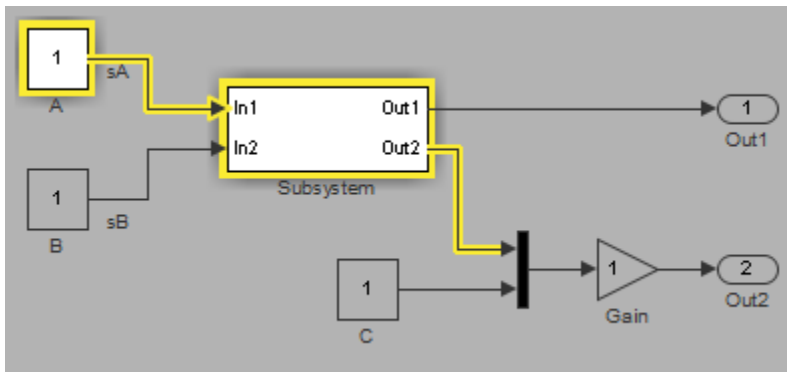 1
sA
A
In1 Out1
In2 Out2
Subsystem
1
Out1
1
sB
B
1
C
1
Gain
2
Out2